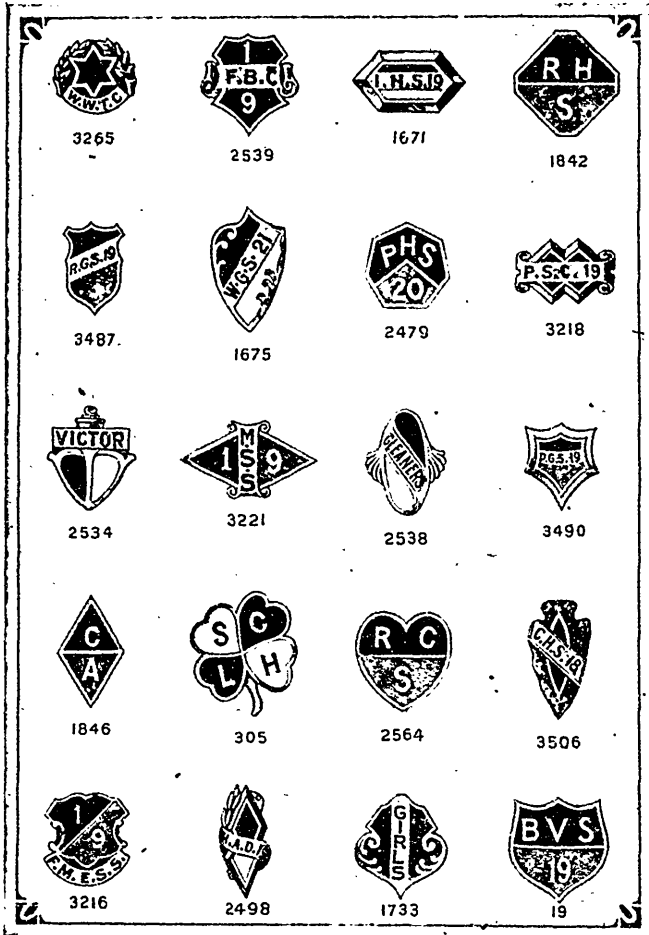 W.W.T.C
3265
1
F.B.C
9
2539
I.H.S.19
1671
R H
S
1842
R.G.S.19
3487
W.G.S.21
1675
PHS
20
2479
P.S.C.19
3218
VICTOR
2534
MSS
1 9
3221
GLEANERS
2538
P.G.S.19
3490
C
A
1846
S C
L H
305
R C
S
2564
C.H.S.18
3506
1
9
F.M.E.S.S.
3216
2498
GIRLS
1733
BVS
19
19